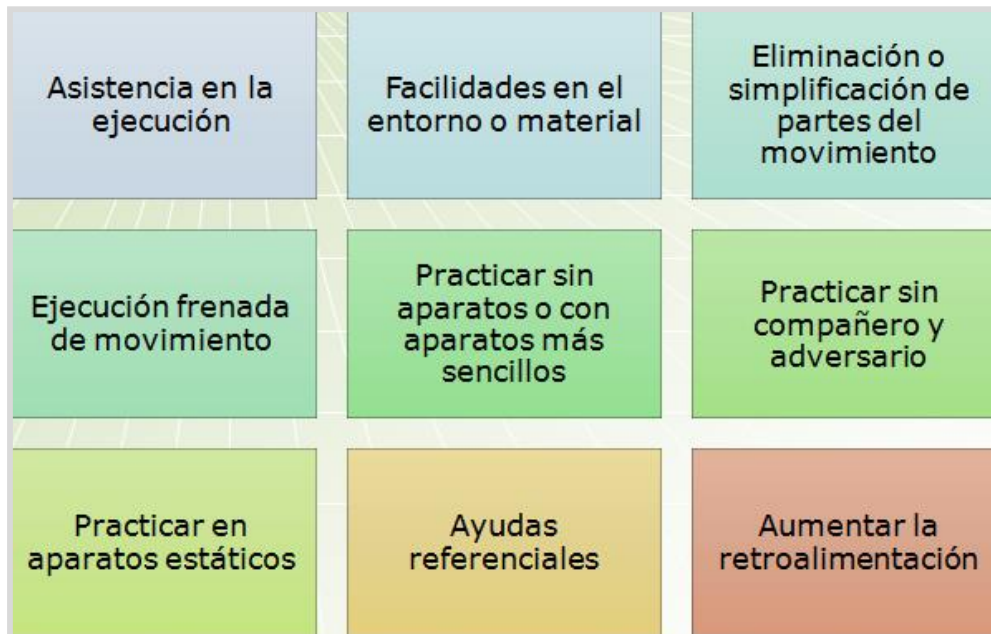 Asistencia en la
ejecución
Facilidades en el
entorno o material
Eliminación o
simplificación de
partes del
movimiento
Ejecución frenada
de movimiento
Practicar sin
aparatos o con
aparatos más
sencillos
Practicar sin
compañero y
adversario
Practicar en
aparatos estáticos
Ayudas
referenciales
Aumentar la
retroalimentación